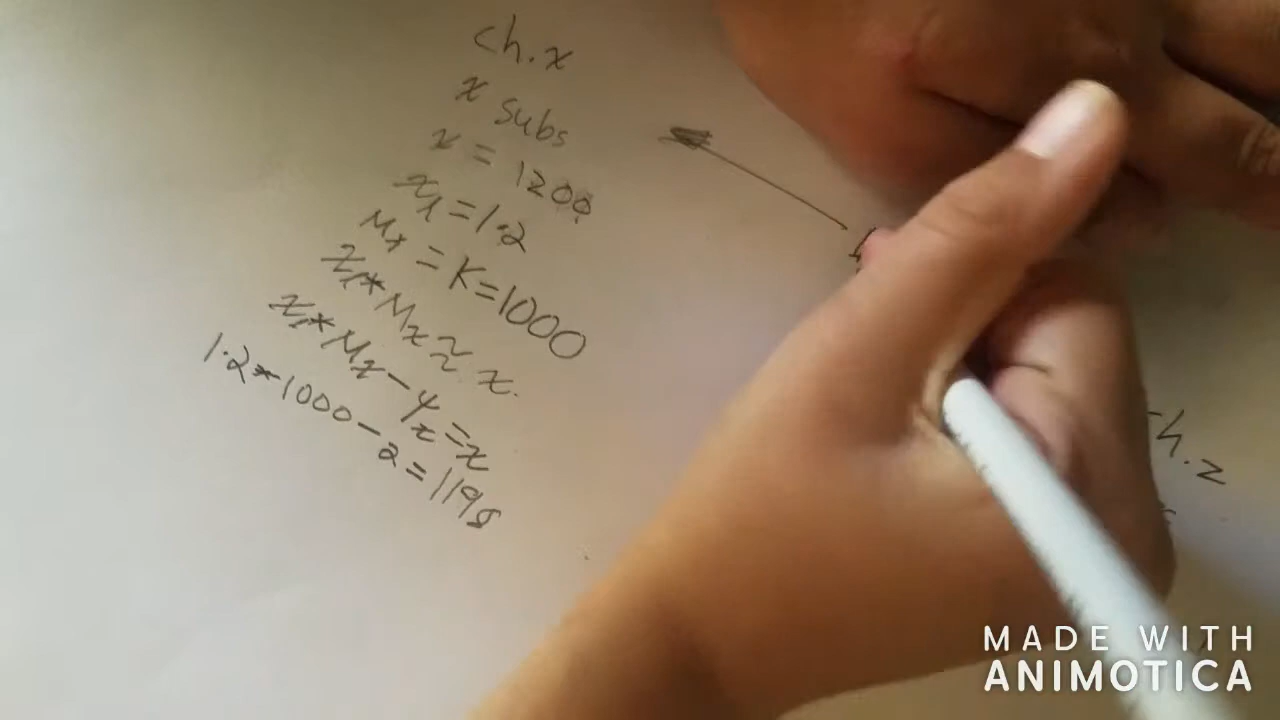 ch.x
x subs
x = 1200
x₁ = 1.2
Mx = K = 1000
x₁* Mx ≈ x.
x₁* Mx - 4x = x
1.2*1000-2=1198
ch.z
MADE WITH
ANIMOTICA